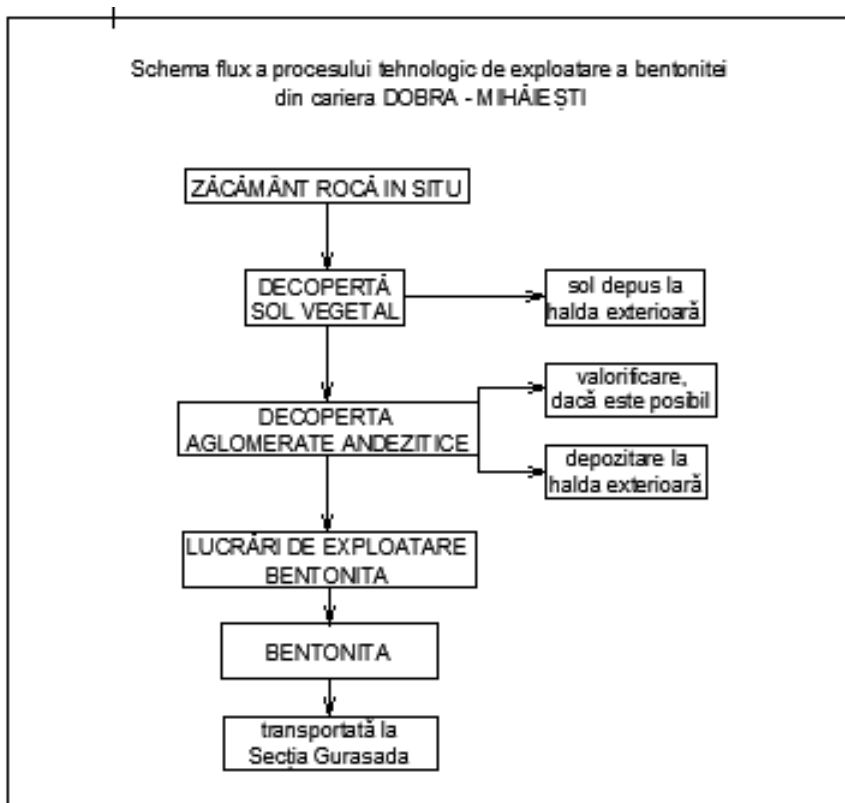 Schema flux a procesului tehnologic de exploatare a bentonitei
din cariera DOBRA - MIHĂIEȘTI
ZĂCĂMÂNT ROCĂ IN SITU
DECOPERTĂ
SOL VEGETAL
sol depus la
halda exterioară
valorificare,
dacă este posibil
DECOPERTA
AGLOMERATE ANDEZITICE
depozitare la
halda exterioară
LUCRĂRI DE EXPLOATARE
BENTONITA
BENTONITA
transportată la
Secția Gurasada